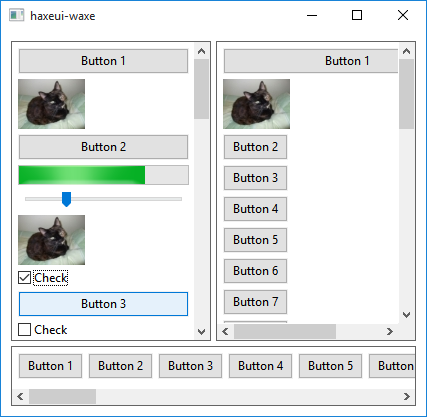 haxeui-waxe
Button 1
Button 2
Check
Button 3
Check
Button 1
Button 2
Button 3
Button 4
Button 5
Button 6
Button 7
Button 1 Button 2 Button 3 Button 4 Button 5 Button